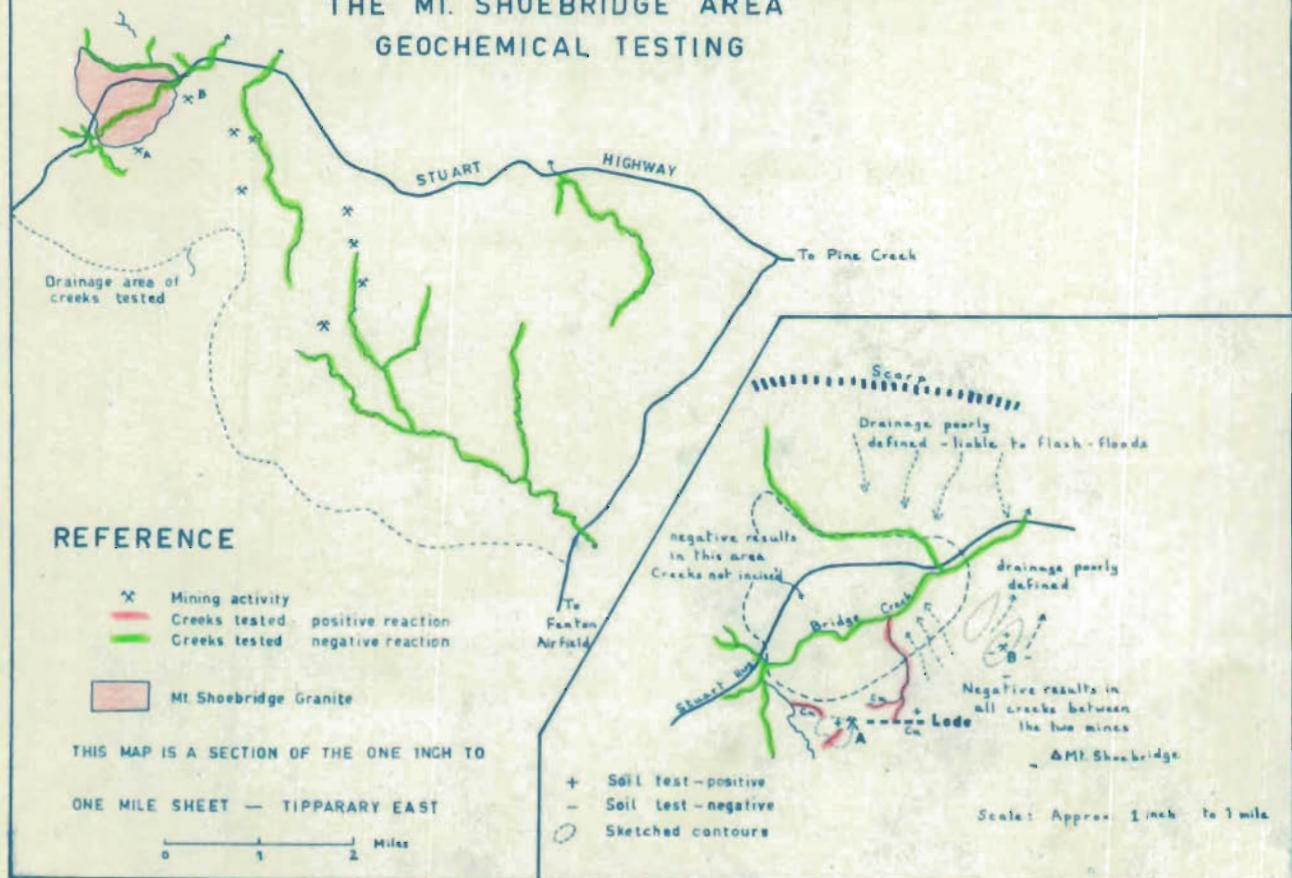 THE MT. SHOEBRIDGE AREA
GEOCHEMICAL TESTING
B
A
STUART HIGHWAY
To Pine Creek
Drainage area of
creeks tested
To
Fenton
Airfield
REFERENCE
Mining activity
Creeks tested positive reaction
Creeks tested negative reaction
Mt. Shoebridge Granite
THIS MAP IS A SECTION OF THE ONE INCH TO
ONE MILE SHEET — TIPPARARY EAST
0 1 2 Miles
Scarp
Drainage poorly
defined - liable to flash-floods
negative results
in this area
Creeks not incised
drainage poorly
defined
Bridge Creek
Stuart Hwy
+
B -
-
Cu
Cu
+
Cu
+
A
Lode
Negative results in
all creeks between
the two mines
Δ Mt. Shoebridge
+ Soil test - positive
- Soil test - negative
Sketched contours
Scale: Approx. 1 inch to 1 mile